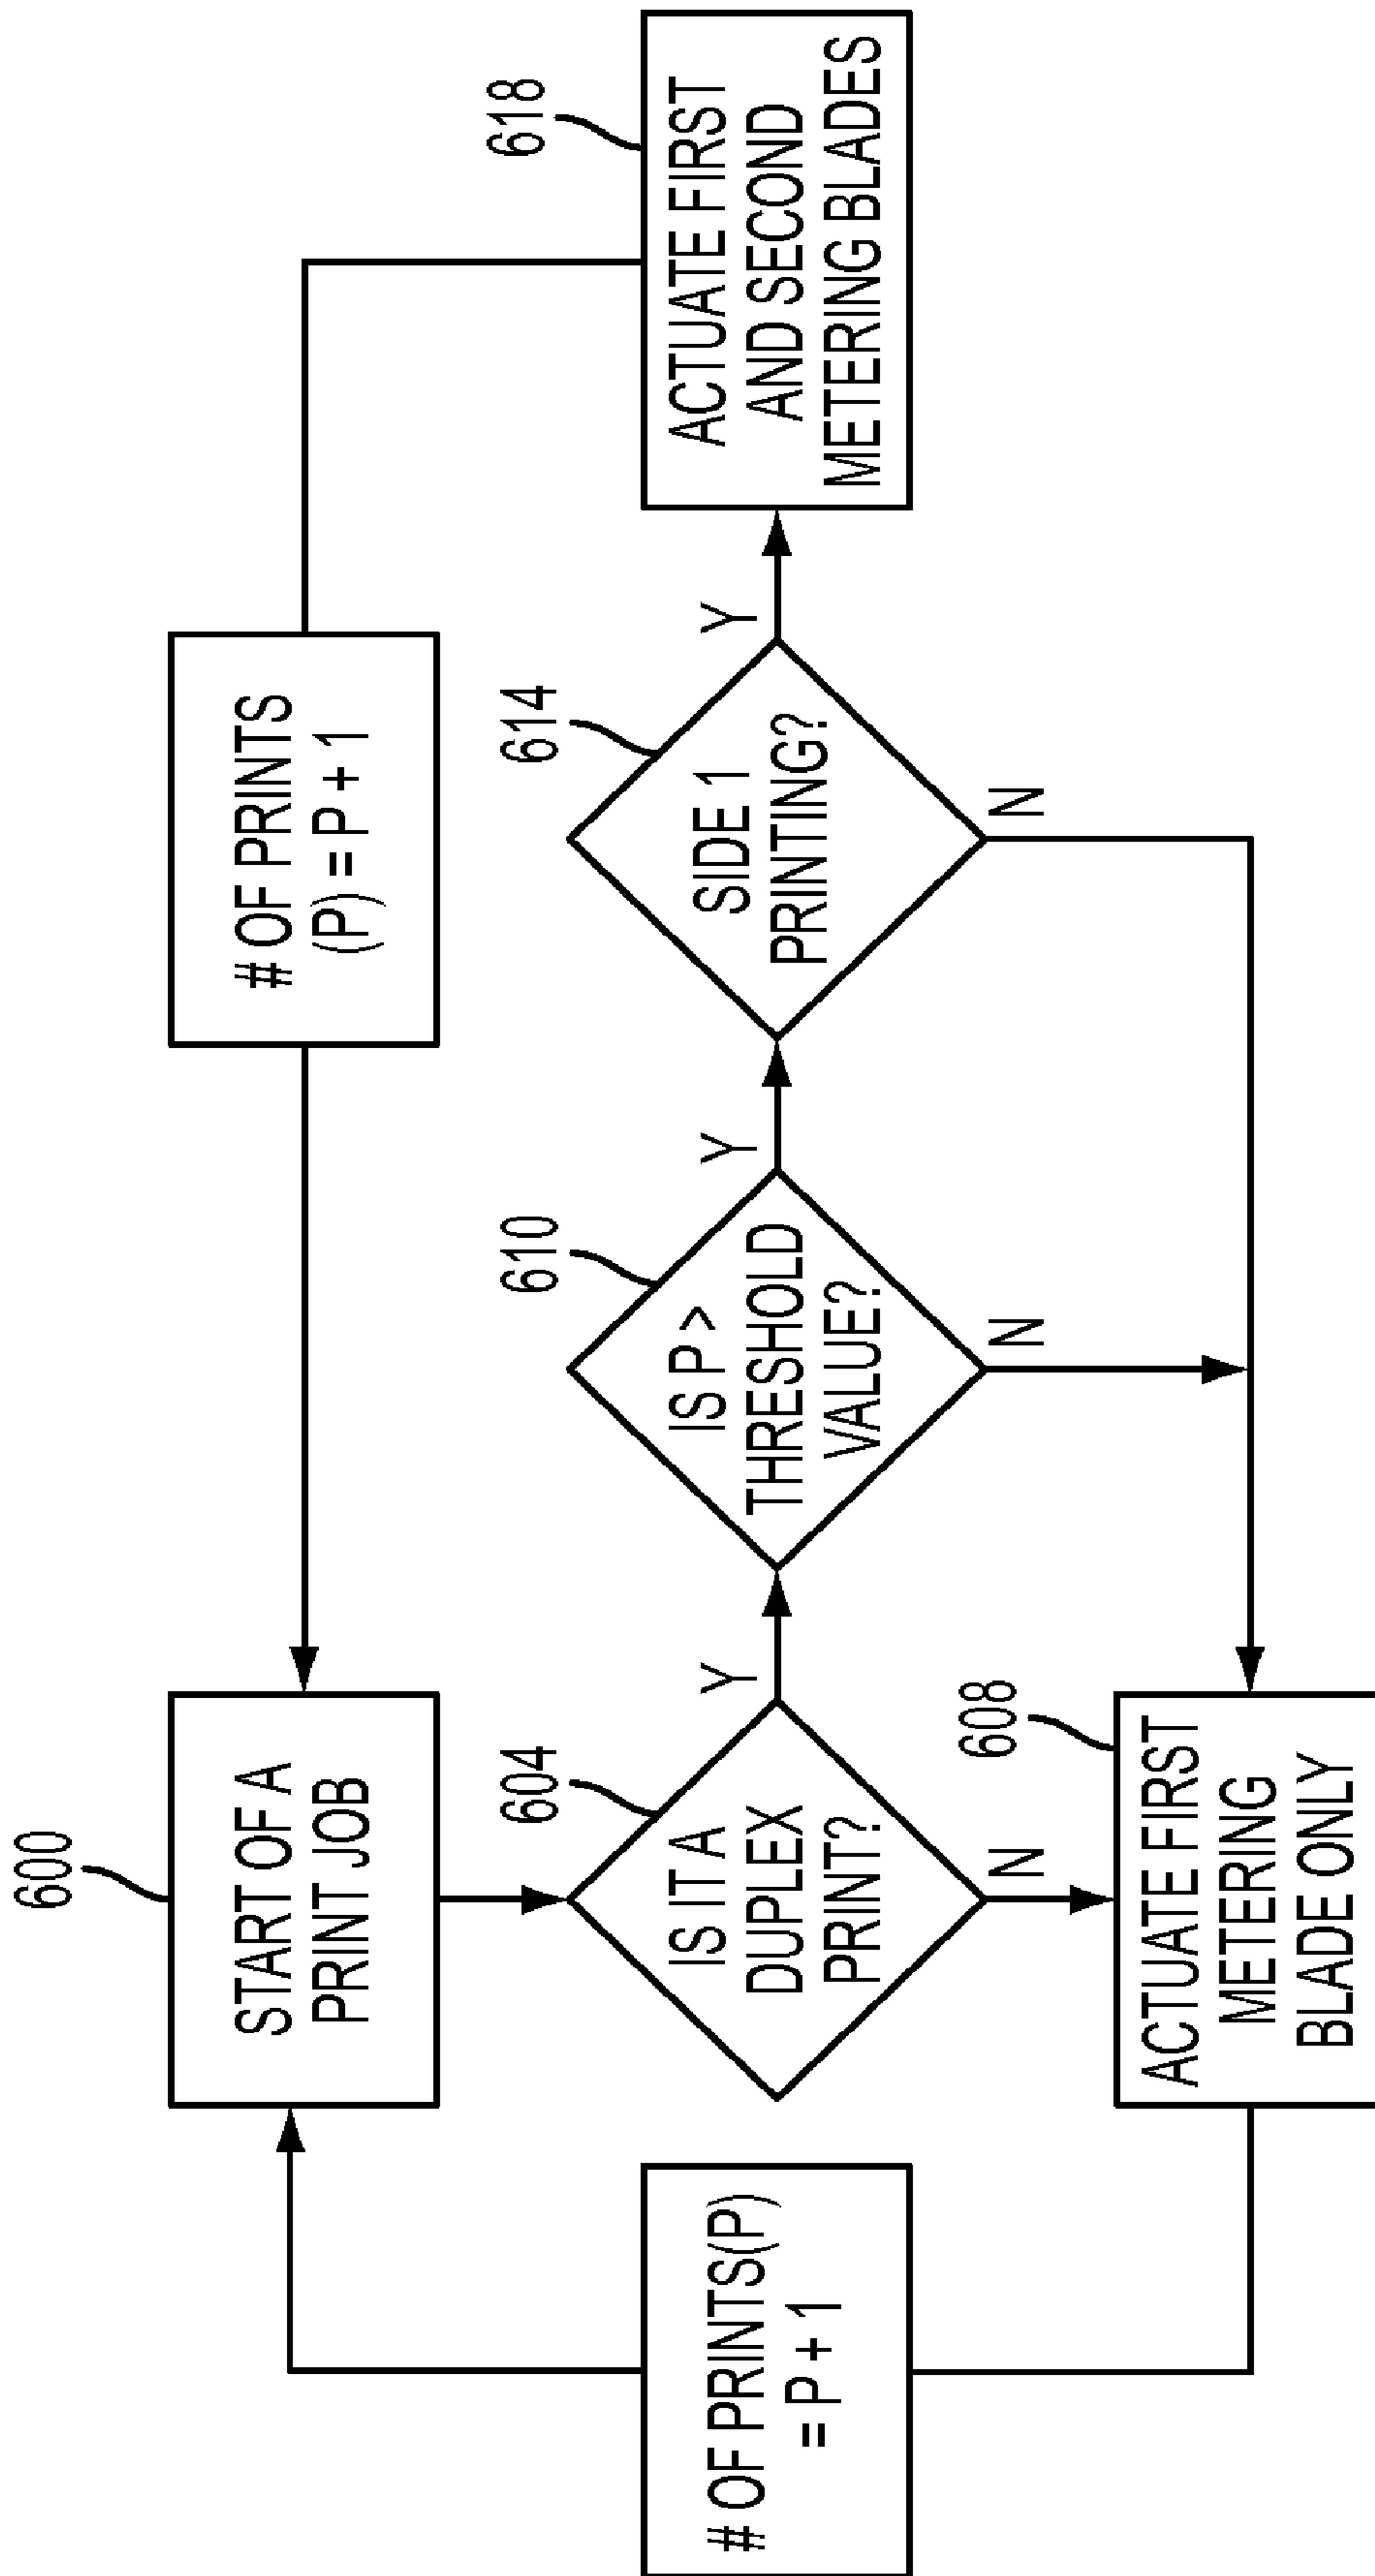 600
START OF A
PRINT JOB
# OF PRINTS
(P) = P + 1
604
IS IT A
DUPLEX
PRINT?
Y
N
610
IS P >
THRESHOLD
VALUE?
Y
N
614
SIDE 1
PRINTING?
Y
N
618
ACTUATE FIRST
AND SECOND
METERING BLADES
608
ACTUATE FIRST
METERING
BLADE ONLY
# OF PRINTS(P)
= P + 1